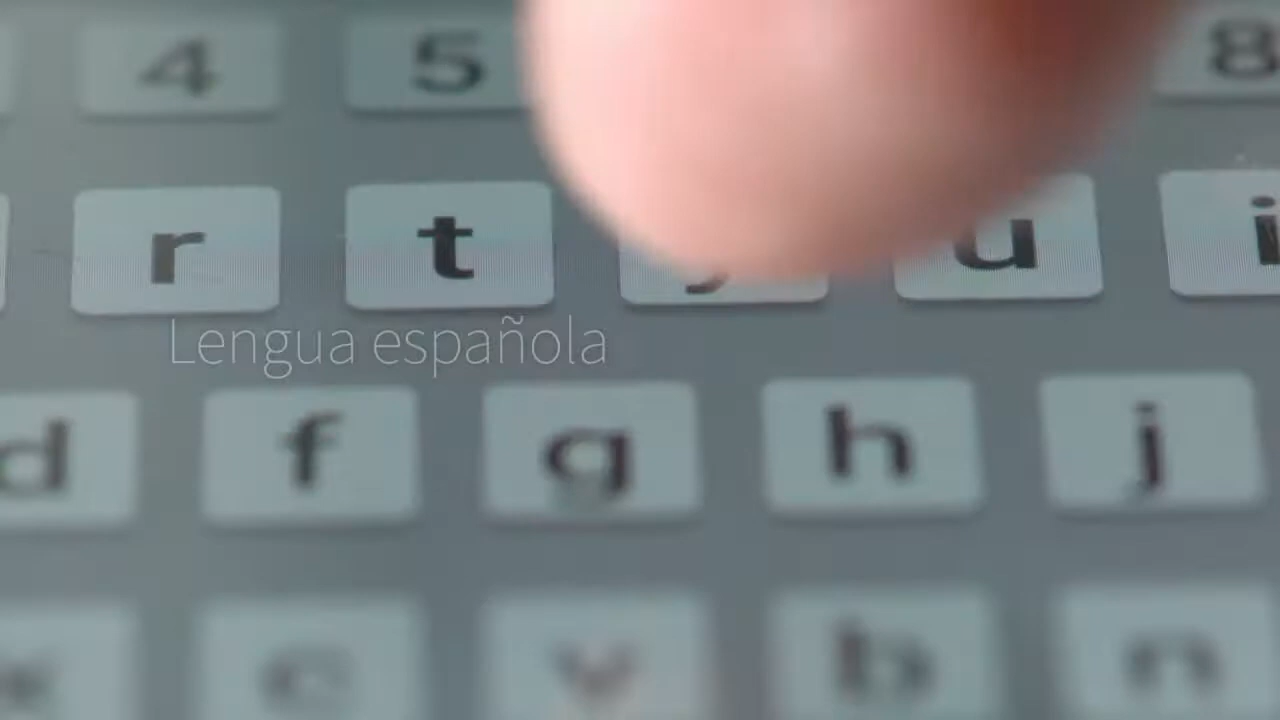 4 5 8
r t y u i
Lengua española
d f g h j
c v b n